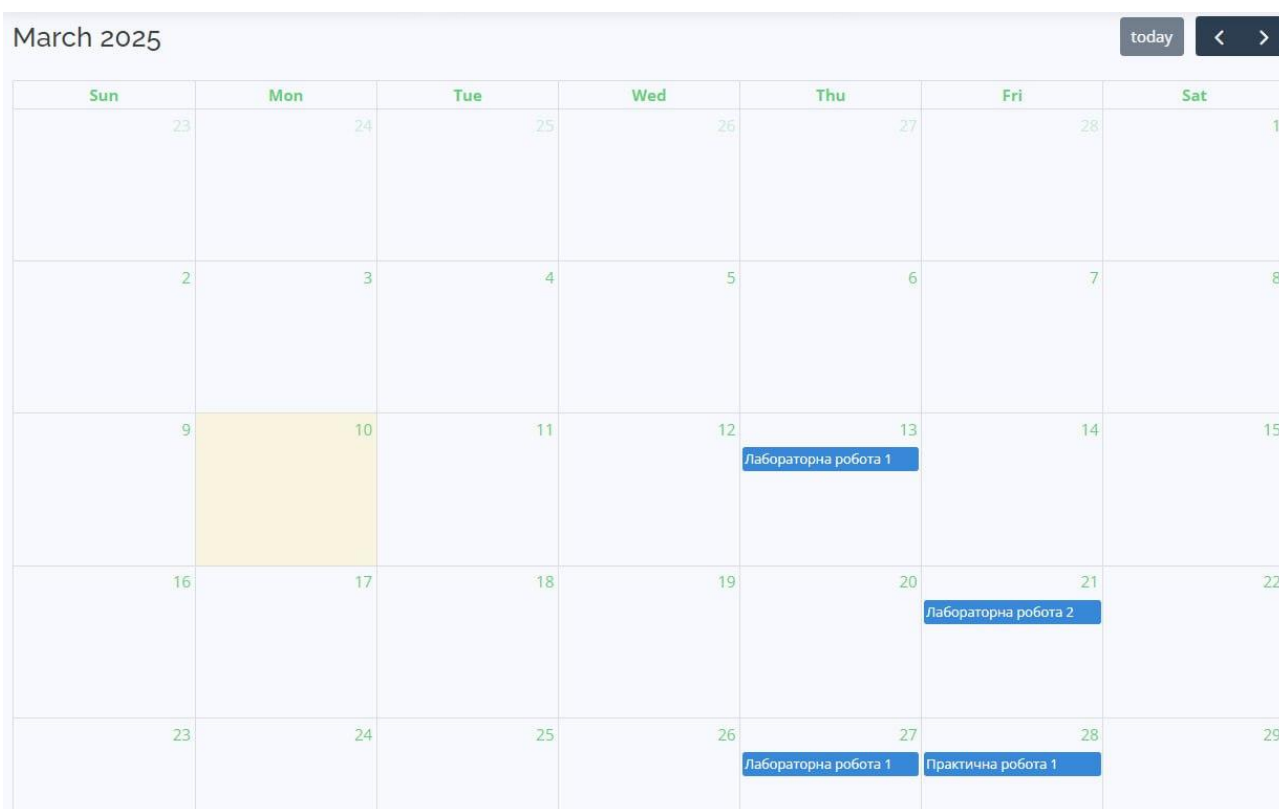 March 2025
today
Sun Mon Tue Wed Thu Fri Sat
23 24 25 26 27 28 1
2 3 4 5 6 7 8
9 10 11 12 13 14 15
Лабораторна робота 1
16 17 18 19 20 21 22
Лабораторна робота 2
23 24 25 26 27 28 29
Лабораторна робота 1 Практична робота 1